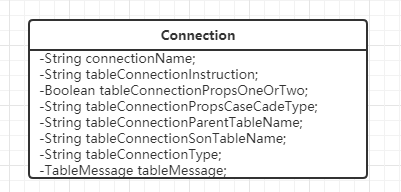 Connection
-String connectionName;
-String tableConnectionInstruction;
-Boolean tableConnectionPropsOneOrTwo;
-String tableConnectionPropsCaseCadeType;
-String tableConnectionParentTableName;
-String tableConnectionSonTableName;
-String tableConnectionType;
-TableMessage tableMessage;